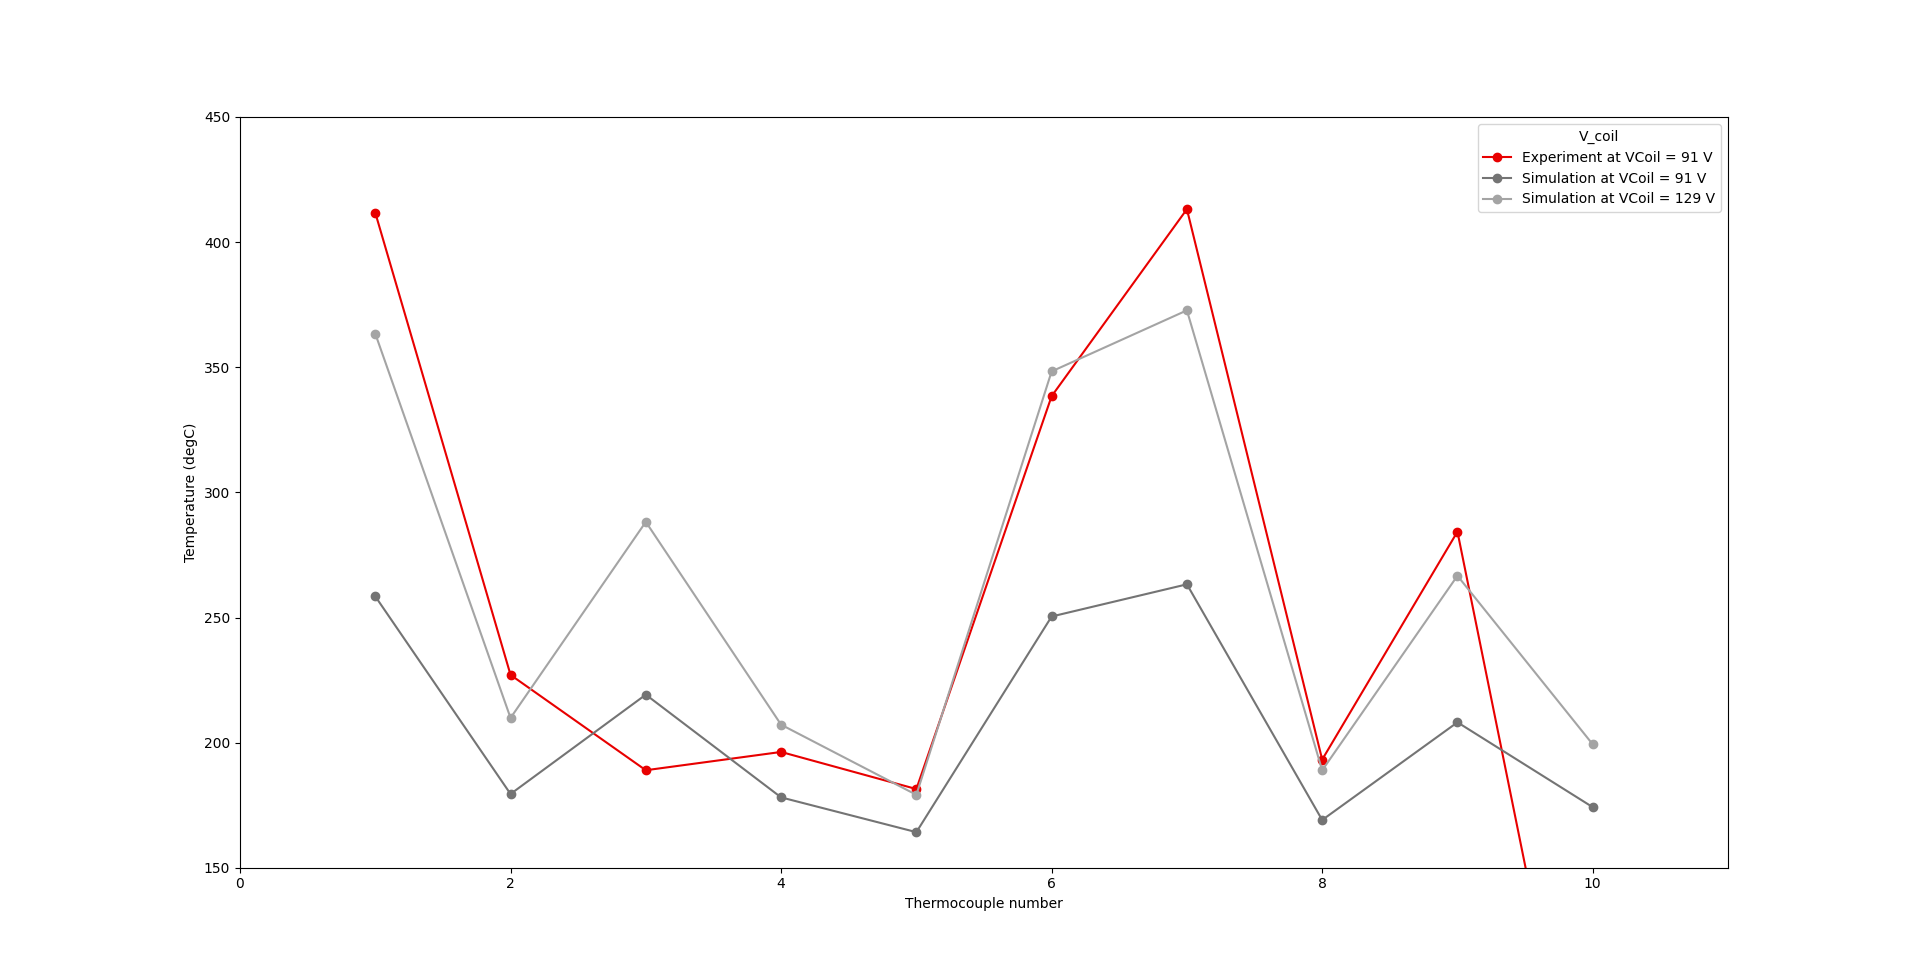 450
400
350
300
250
200
150
Temperature (degC)
0
2
4
6
8
10
Thermocouple number
V_coil
Experiment at VCoil = 91 V
Simulation at VCoil = 91 V
Simulation at VCoil = 129 V